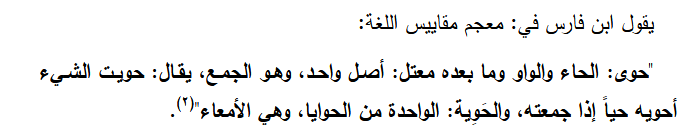 يقول ابن فارس في: معجم مقاييس اللغة:
"حوى: الحاء والواو وما بعده معتل: أصل واحد، وهو الجمع، يقال: حويت الشيء
أحويه حياً إذا جمعته، والحَوِية: الواحدة من الحوايا، وهي الأمعاء"(٢).